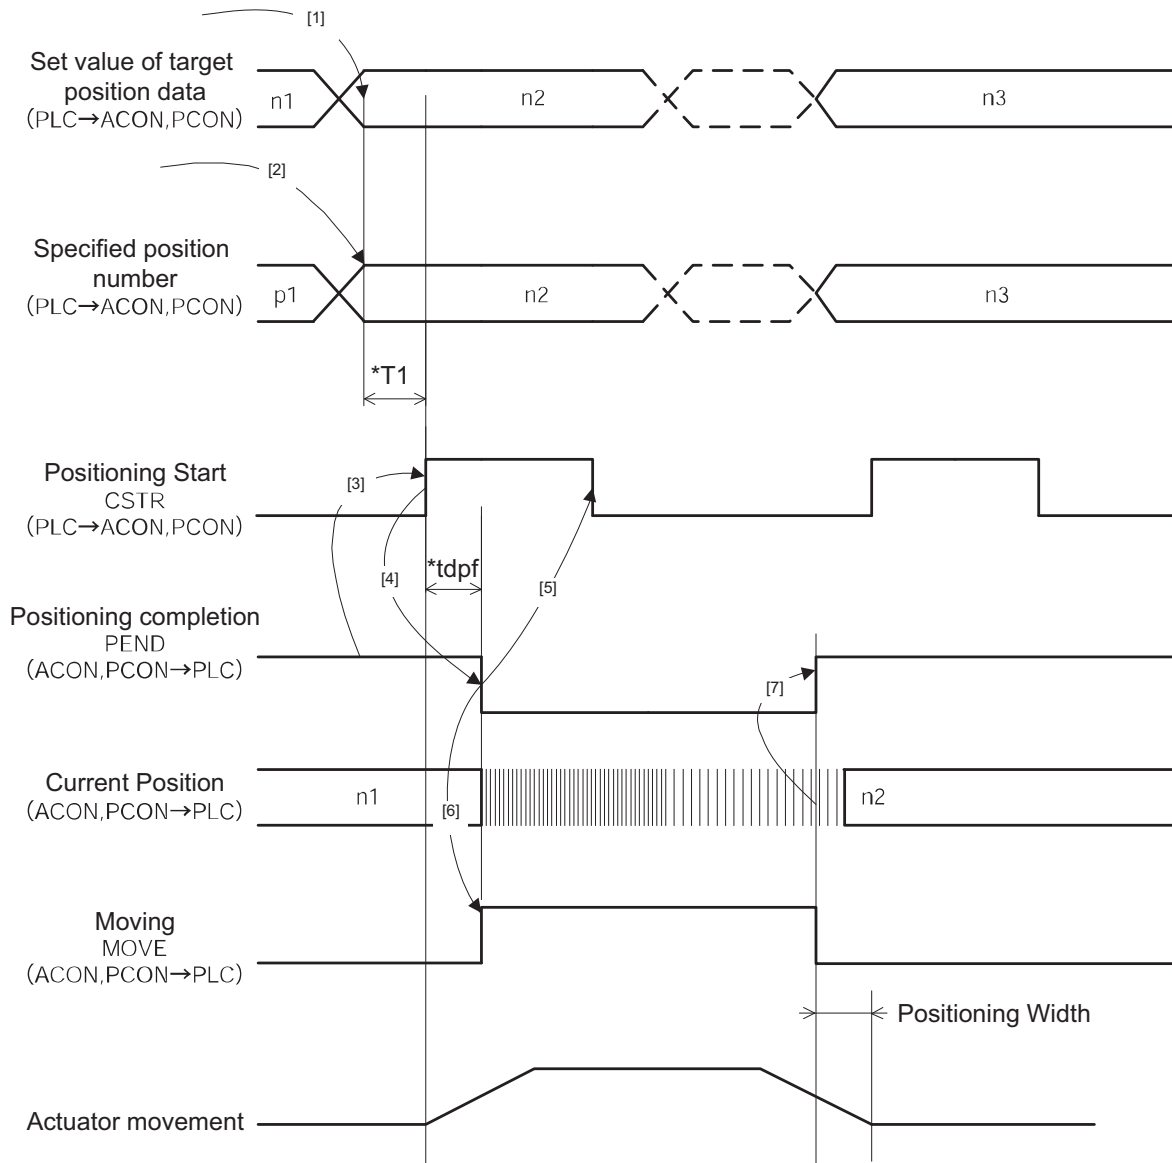 [1]
Set value of target
position data
(PLC→ACON,PCON)
n1
n2
n3
[2]
Specified position
number
(PLC→ACON,PCON)
p1
n2
n3
*T1
Positioning Start
CSTR
(PLC→ACON,PCON)
[3]
[4]
*tdpf
[5]
Positioning completion
PEND
(ACON,PCON→PLC)
[7]
Current Position
(ACON,PCON→PLC)
n1
[6]
n2
Moving
MOVE
(ACON,PCON→PLC)
Positioning Width
Actuator movement